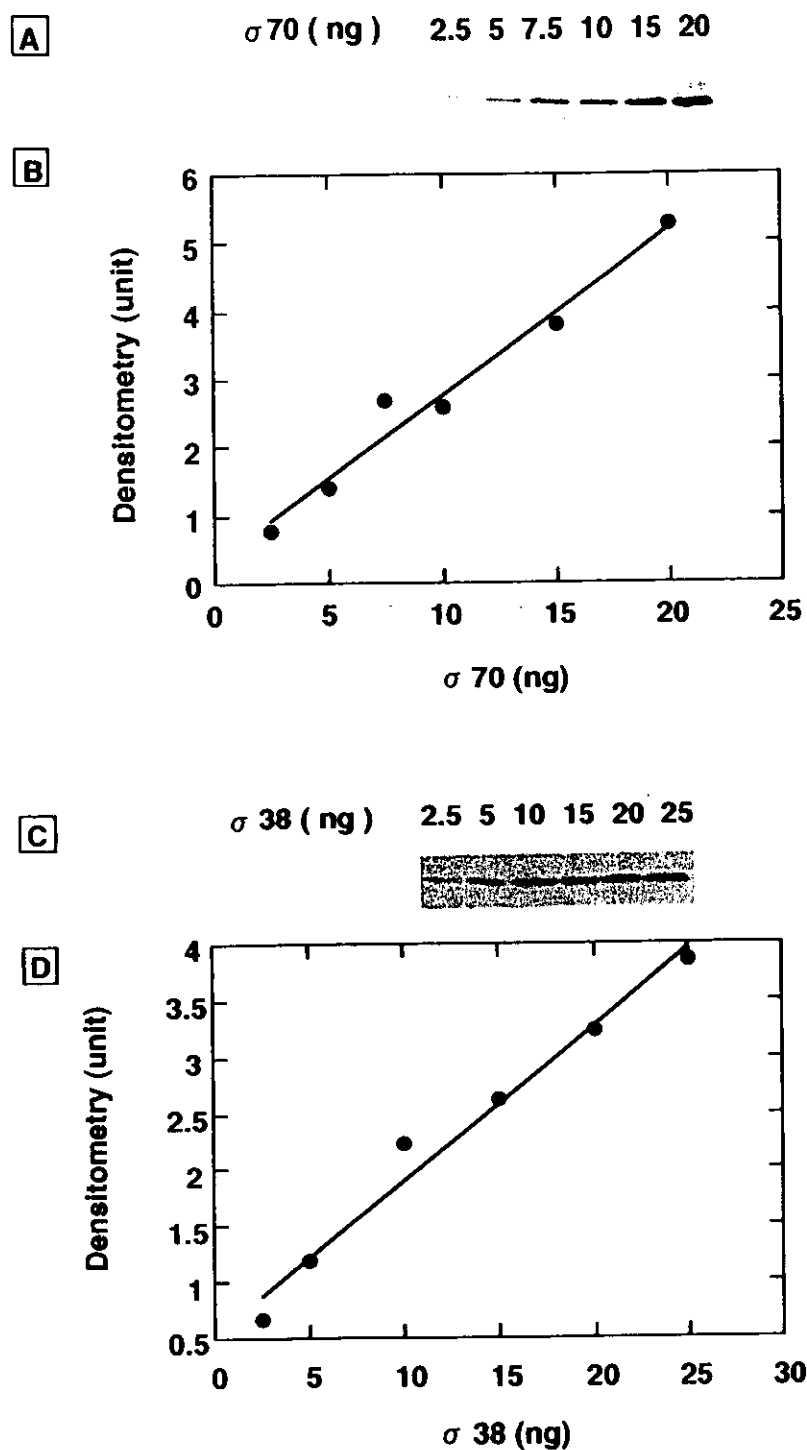 A
σ 70 ( ng ) 2.5 5 7.5 10 15 20
B
6
5
4
3
2
1
0
Densitometry (unit)
0 5 10 15 20 25
σ 70 (ng)
C
σ 38 ( ng ) 2.5 5 10 15 20 25
D
4
3.5
3
2.5
2
1.5
1
0.5
Densitometry (unit)
0 5 10 15 20 25 30
σ 38 (ng)